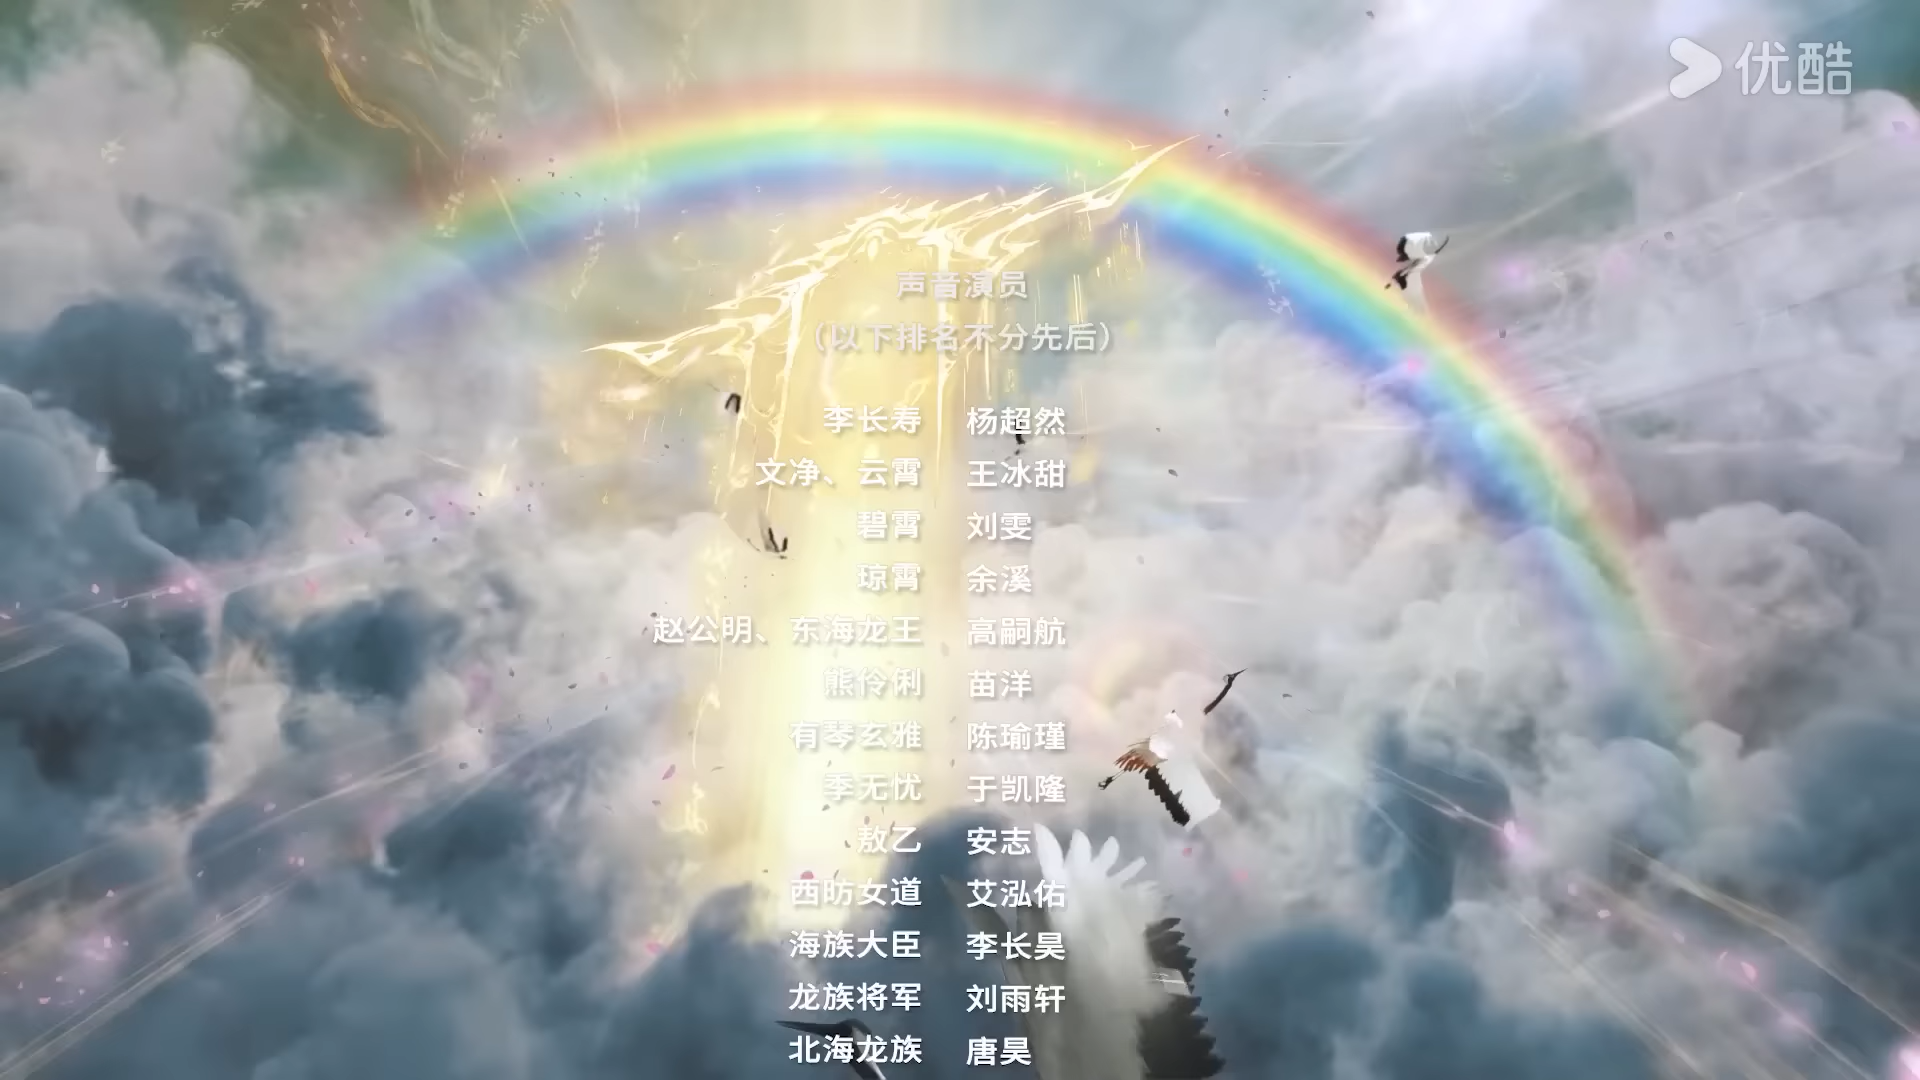 优酷
声音演员
（以下排名不分先后）
李长寿 杨超然
文净、云霄 王冰甜
碧霄 刘雯
琼霄 余溪
赵公明、东海龙王 高嗣航
熊伶俐 苗洋
有琴玄雅 陈瑜瑾
季无忧 于凯隆
敖乙 安志
西昉女道 艾泓佑
海族大臣 李长昊
龙族将军 刘雨轩
北海龙族 唐昊